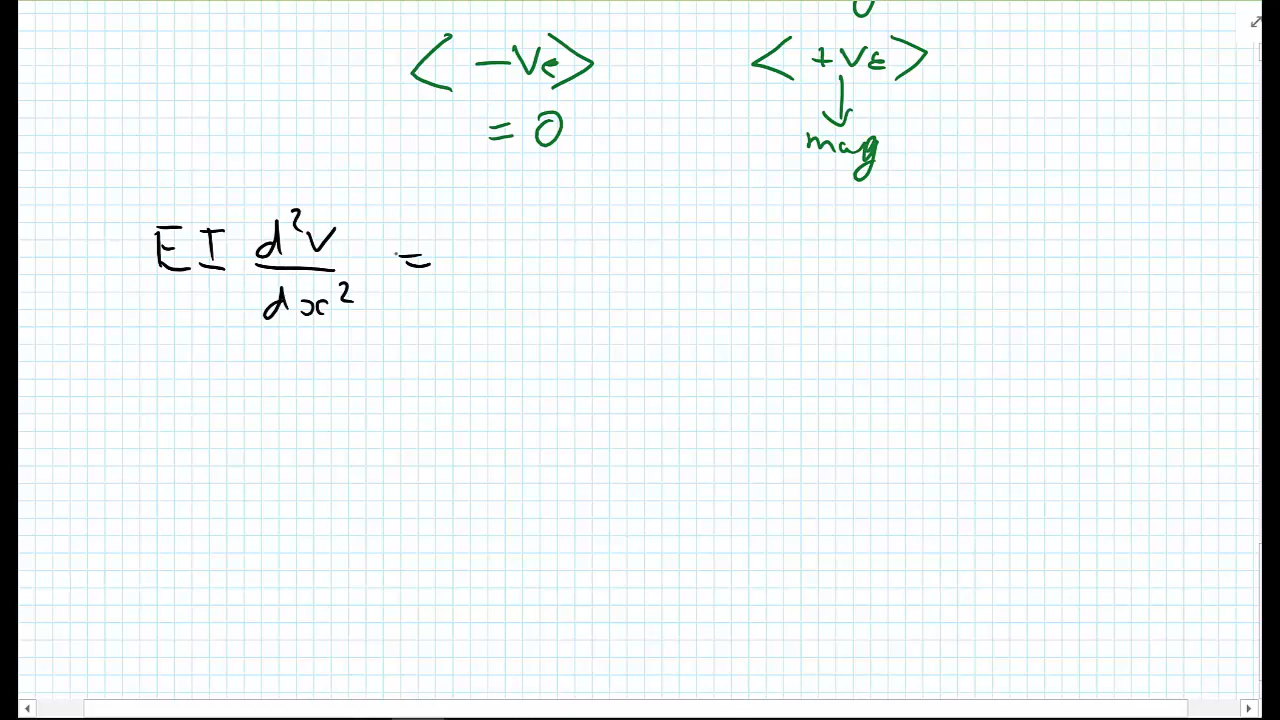 < -Ve > < +Ve >
= 0 mag
EI d²V/dx² =